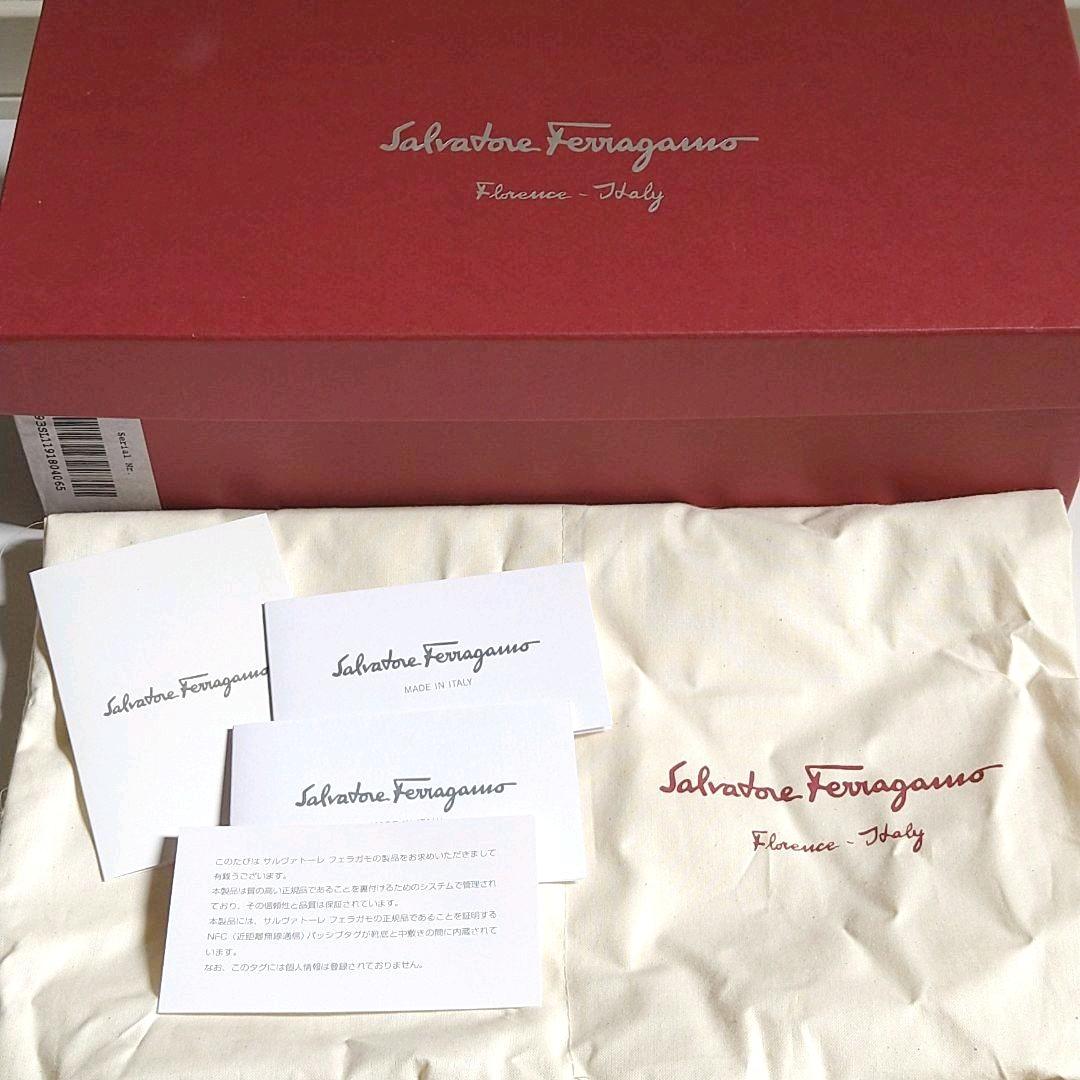 Salvatore Ferragamo
Florence - Italy
Serial Nr.
93SL1191804065
Salvatore Ferragamo
Salvatore Ferragamo
MADE IN ITALY
Salvatore Ferragamo
MADE IN ITALY
このたびは サルヴァトーレ フェラガモの製品をお求めいただきまして
有難うございます。
本製品は質の高い正規品であることを裏付けるためのシステムで管理され
ており、その信頼性と品質は保証されています。
本製品には、サルヴァトーレ フェラガモの正規品であることを証明する
NFC（近距離無線通信）パッシブタグが靴底と中敷きの間に内蔵されて
います。
なお、このタグには個人情報は登録されておりません。
Salvatore Ferragamo
Florence - Italy